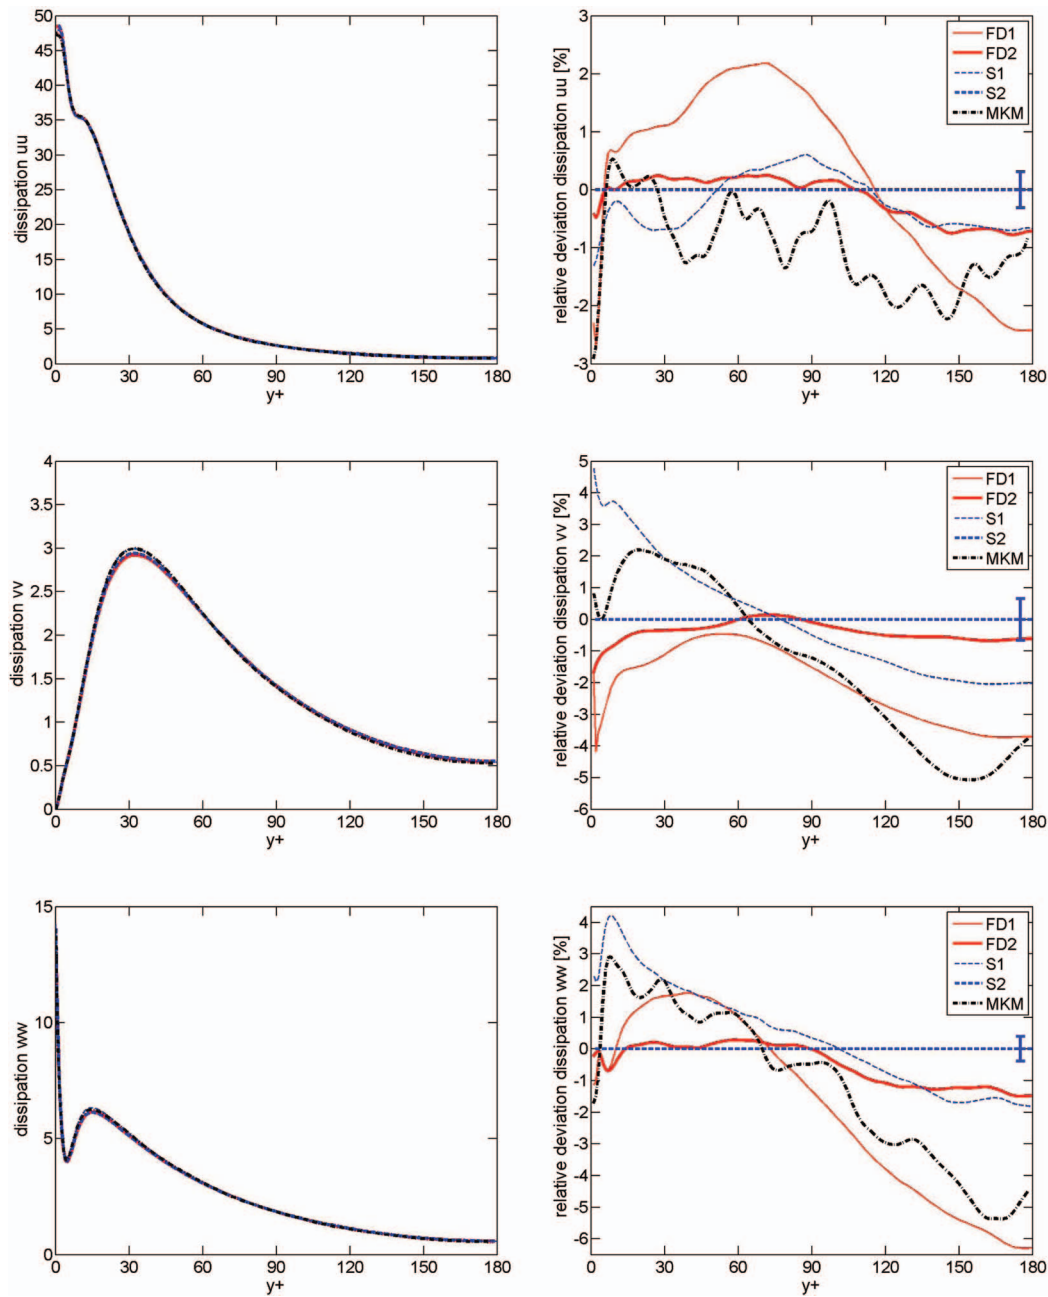 dissipation uu
50
45
40
35
30
25
20
15
10
5
0
0 30 60 90 120 150 180
y+
relative deviation dissipation uu [%]
3
2
1
0
-1
-2
-3
0 30 60 90 120 150 180
y+
FD1
FD2
S1
S2
MKM
dissipation vv
4
3.5
3
2.5
2
1.5
1
0.5
0
0 30 60 90 120 150 180
y+
relative deviation dissipation vv [%]
5
4
3
2
1
0
-1
-2
-3
-4
-5
-6
0 30 60 90 120 150 180
y+
FD1
FD2
S1
S2
MKM
dissipation ww
15
10
5
0
0 30 60 90 120 150 180
y+
relative deviation dissipation ww [%]
4
3
2
1
0
-1
-2
-3
-4
-5
-6
0 30 60 90 120 150 180
y+
FD1
FD2
S1
S2
MKM